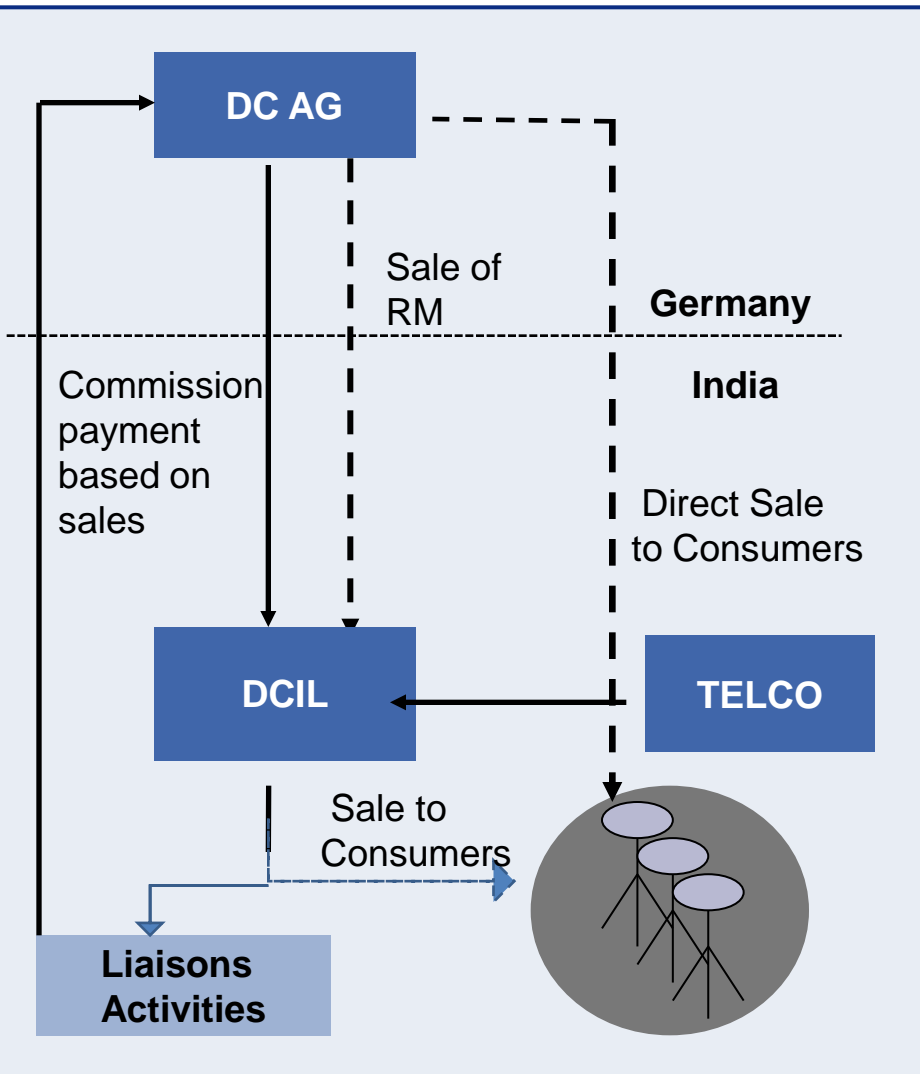 DC AG
Sale of
RM
Germany
India
Commission
payment
based on
sales
Direct Sale
to Consumers
DCIL
TELCO
Sale to
Consumers
Liaisons
Activities